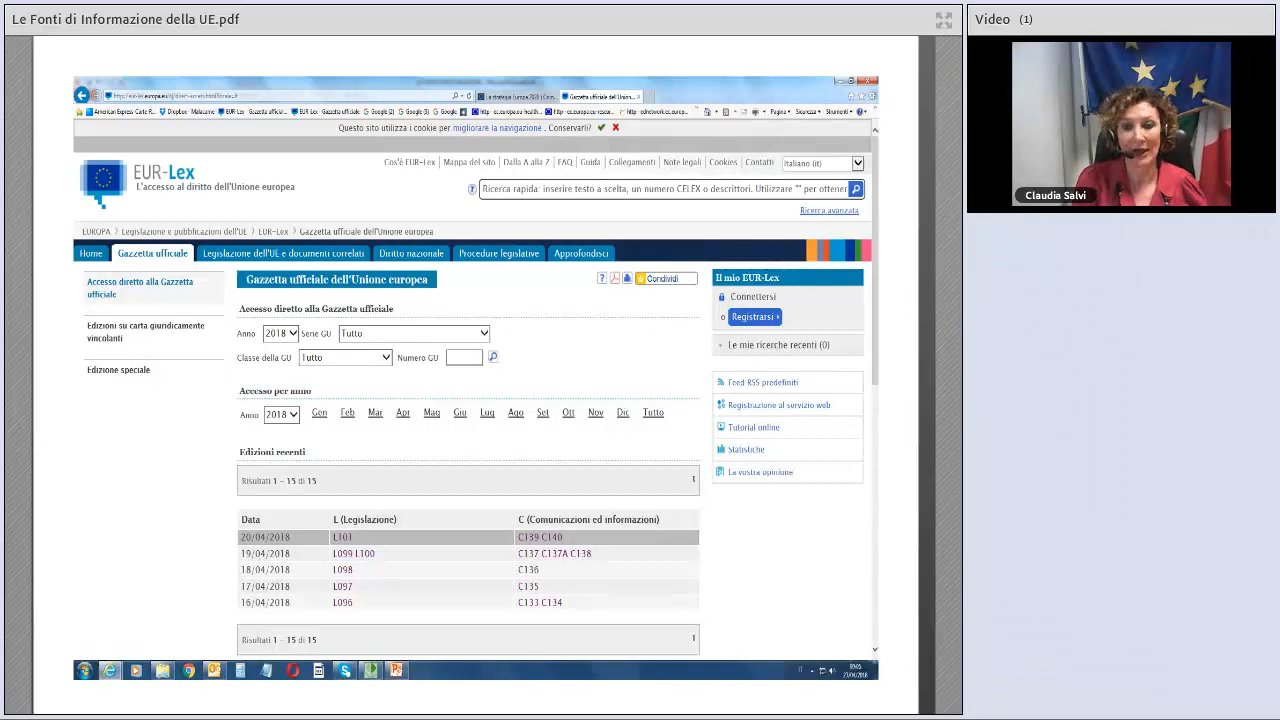 Le Fonti di Informazione della UE.pdf
Video (1)
Claudia Salvi
Questo sito utilizza i cookie per migliorare la navigazione . Conservarli?
EUR-Lex
L'accesso al diritto dell'Unione europea
Cos'è EUR-Lex Mappa del sito Dalla A alla Z FAQ Guida Collegamenti Note legali Cookies Contatti Italiano (it)
Ricerca rapida: inserire testo a scelta, un numero CELEX o descrittori. Utilizzare "" per ottener
Ricerca avanzata
EUROPA > Legislazione e pubblicazioni dell'UE > EUR-Lex > Gazzetta ufficiale dell'Unione europea
Home Gazzetta ufficiale Legislazione dell'UE e documenti correlati Diritto nazionale Procedure legislative Approfondisci
Accesso diretto alla Gazzetta
ufficiale
Edizioni su carta giuridicamente
vincolanti
Edizione speciale
Gazzetta ufficiale dell'Unione europea
Condividi
Accesso diretto alla Gazzetta ufficiale
Anno 2018 Serie GU Tutto
Classe della GU Tutto Numero GU
Accesso per anno
Anno 2018 Gen Feb Mar Apr Mag Giu Lug Ago Set Ott Nov Dic Tutto
Edizioni recenti
Risultati 1 - 15 di 15 1
Data L (Legislazione) C (Comunicazioni ed informazioni)
20/04/2018 L101 C139 C140
19/04/2018 L099 L100 C137 C137A C138
18/04/2018 L098 C136
17/04/2018 L097 C135
16/04/2018 L096 C133 C134
Risultati 1 - 15 di 15 1
Il mio EUR-Lex
Connettersi
o Registrarsi
Le mie ricerche recenti (0)
Feed RSS predefiniti
Registrazione al servizio web
Tutorial online
Statistiche
La vostra opinione